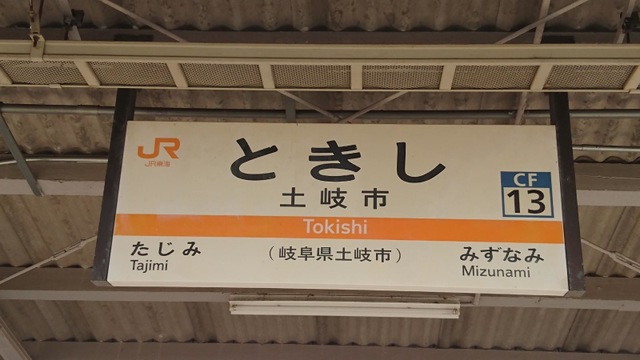 JR
JR東海
ときし
土岐市
CF
13
Tokishi
たじみ
Tajimi
（岐阜県土岐市）
みずなみ
Mizunami